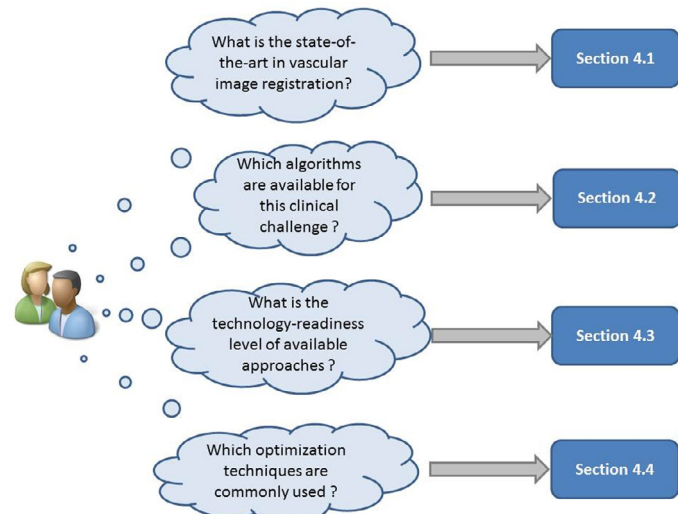 What is the state-of-
the-art in vascular
image registration?
Section 4.1
Which algorithms
are available for
this clinical
challenge ?
Section 4.2
What is the
technology-readiness
level of available
approaches ?
Section 4.3
Which optimization
techniques are
commonly used ?
Section 4.4